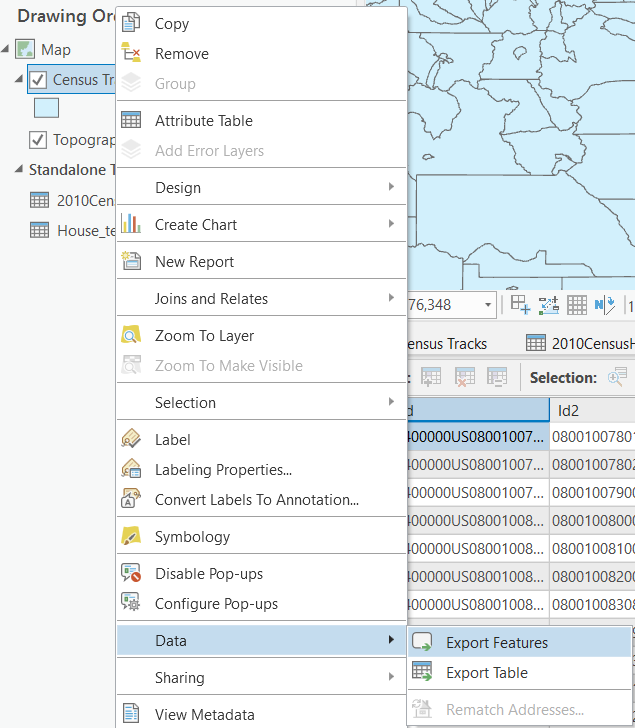 Drawing Or
Map
Census Tr
Topograp
Standalone T
2010Cens
House_te
Copy
Remove
Group
Attribute Table
Add Error Layers
Design
Create Chart
New Report
Joins and Relates
Zoom To Layer
Zoom To Make Visible
Selection
Label
Labeling Properties...
Convert Labels To Annotation...
Symbology
Disable Pop-ups
Configure Pop-ups
Data
Sharing
View Metadata
Export Features
Export Table
Rematch Addresses...
76,348
1
ensus Tracks
2010CensusH
Selection:
d
Id2
400000US08001007...
0800100780
400000US08001007...
0800100780
400000US08001007...
0800100790
400000US08001008...
0800100800
400000US08001008...
0800100810
400000US08001008...
0800100820
400000US08001008...
0800100830